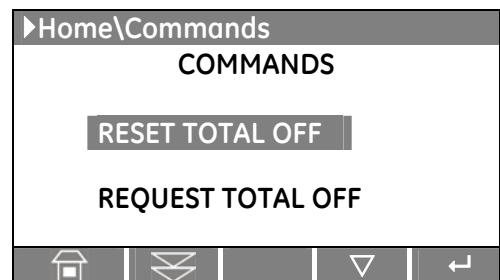 Home\Commands
COMMANDS
RESET TOTAL OFF
REQUEST TOTAL OFF